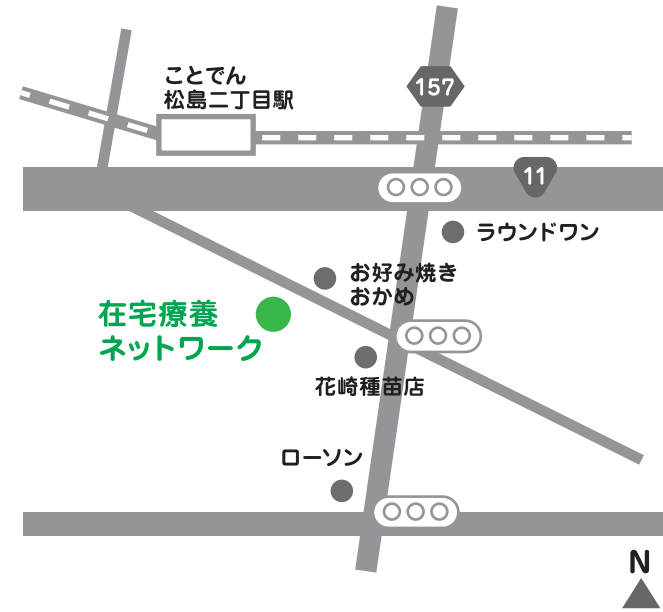 ことでん
松島二丁目駅
157
11
ラウンドワン
お好み焼き
おかめ
在宅療養
ネットワーク
花崎種苗店
ローソン
N